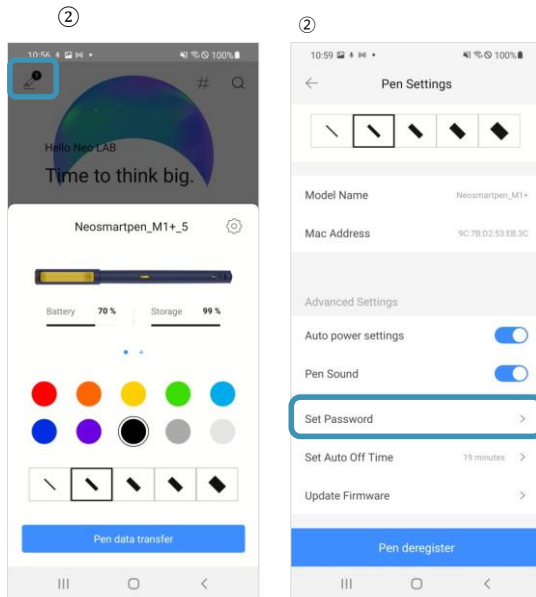 ②
10:56 100%
1
#
Hello Neo LAB
Time to think big.
Neosmartpen_M1+_5
Battery 70 % Storage 99 %
+
Pen data transfer
②
10:59 100%
Pen Settings
Model Name Neosmartpen_M1+
Mac Address 9C:7B:D2:53:EB:3C
Advanced Settings
Auto power settings
Pen Sound
Set Password >
Set Auto Off Time 19 minutes >
Update Firmware >
Pen deregister